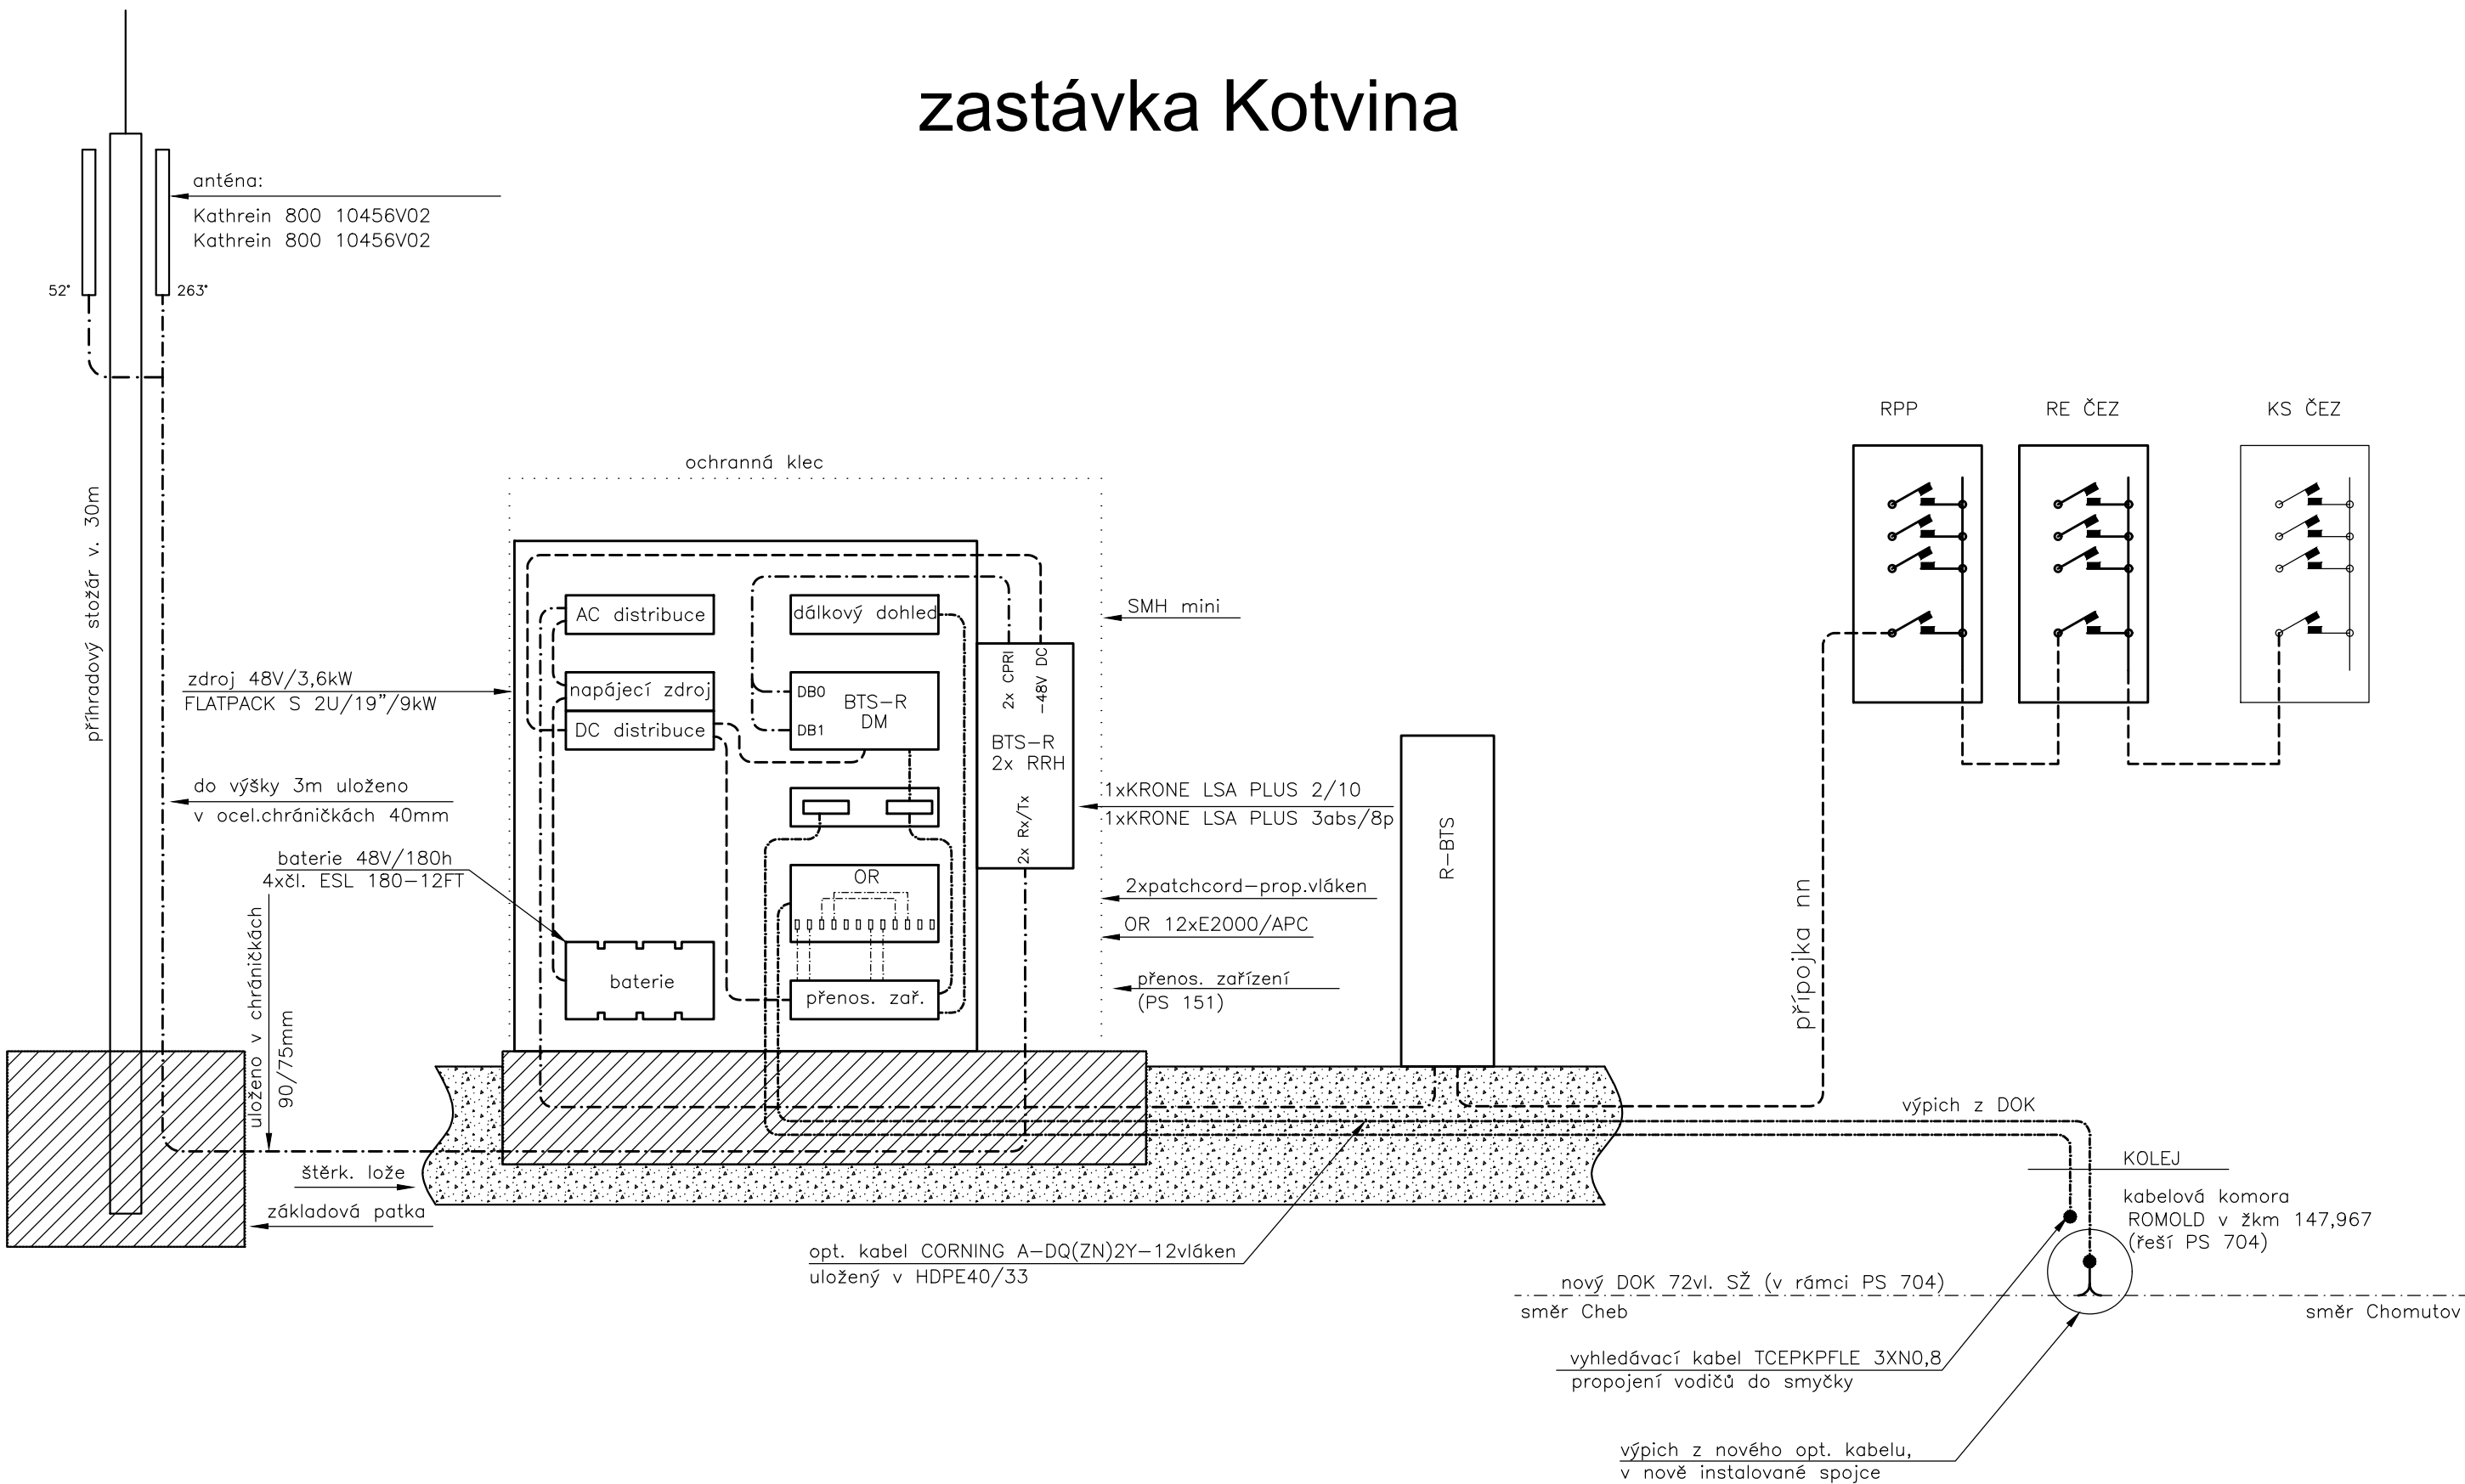 zastávka Kotvina
anténa:
Kathrein 800 10456V02
Kathrein 800 10456V02
52°
263°
příhradový stožár v. 30m
RPP
RE ČEZ
KS ČEZ
ochranná klec
AC distribuce
dálkový dohled
SMH mini
zdroj 48V/3,6kW
FLATPACK S 2U/19"/9kW
napájecí zdroj
DC distribuce
DB0
DB1
BTS-R
DM
2x CPRI
-48V DC
BTS-R
2x RRH
2x Rx/Tx
do výšky 3m uloženo
v ocel.chráničkách 40mm
1xKRONE LSA PLUS 2/10
1xKRONE LSA PLUS 3abs/8p
R-BTS
baterie 48V/180h
4xčl. ESL 180-12FT
OR
2xpatchcord-prop.vláken
OR 12xE2000/APC
přípojka nn
uloženo v chráničkách
90/75mm
baterie
přenos. zař.
přenos. zařízení
(PS 151)
výpich z DOK
štěrk. lože
základová patka
KOLEJ
kabelová komora
ROMOLD v žkm 147,967
(řeší PS 704)
opt. kabel CORNING A-DQ(ZN)2Y-12vláken
uložený v HDPE40/33
nový DOK 72vl. SŽ (v rámci PS 704)
směr Cheb
směr Chomutov
vyhledávací kabel TCEPKPFLE 3XN0,8
propojení vodičů do smyčky
výpich z nového opt. kabelu,
v nově instalované spojce